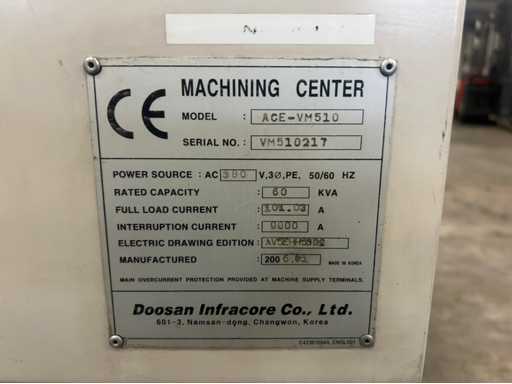 CE MACHINING CENTER
MODEL : ACE-VM510
SERIAL NO. : VM510217
POWER SOURCE : AC 380 V,3Ø,PE, 50/60 HZ
RATED CAPACITY : 60 KVA
FULL LOAD CURRENT : A
INTERRUPTION CURRENT : 0000 A
ELECTRIC DRAWING EDITION :
MANUFACTURED : 2006. MADE IN KOREA
MAIN OVERCURRENT PROTECTION PROVIDED AT MACHINE SUPPLY TERMINALS.
Doosan Infracore Co., Ltd.
601-3, Namsan-dong, Changwon, Korea